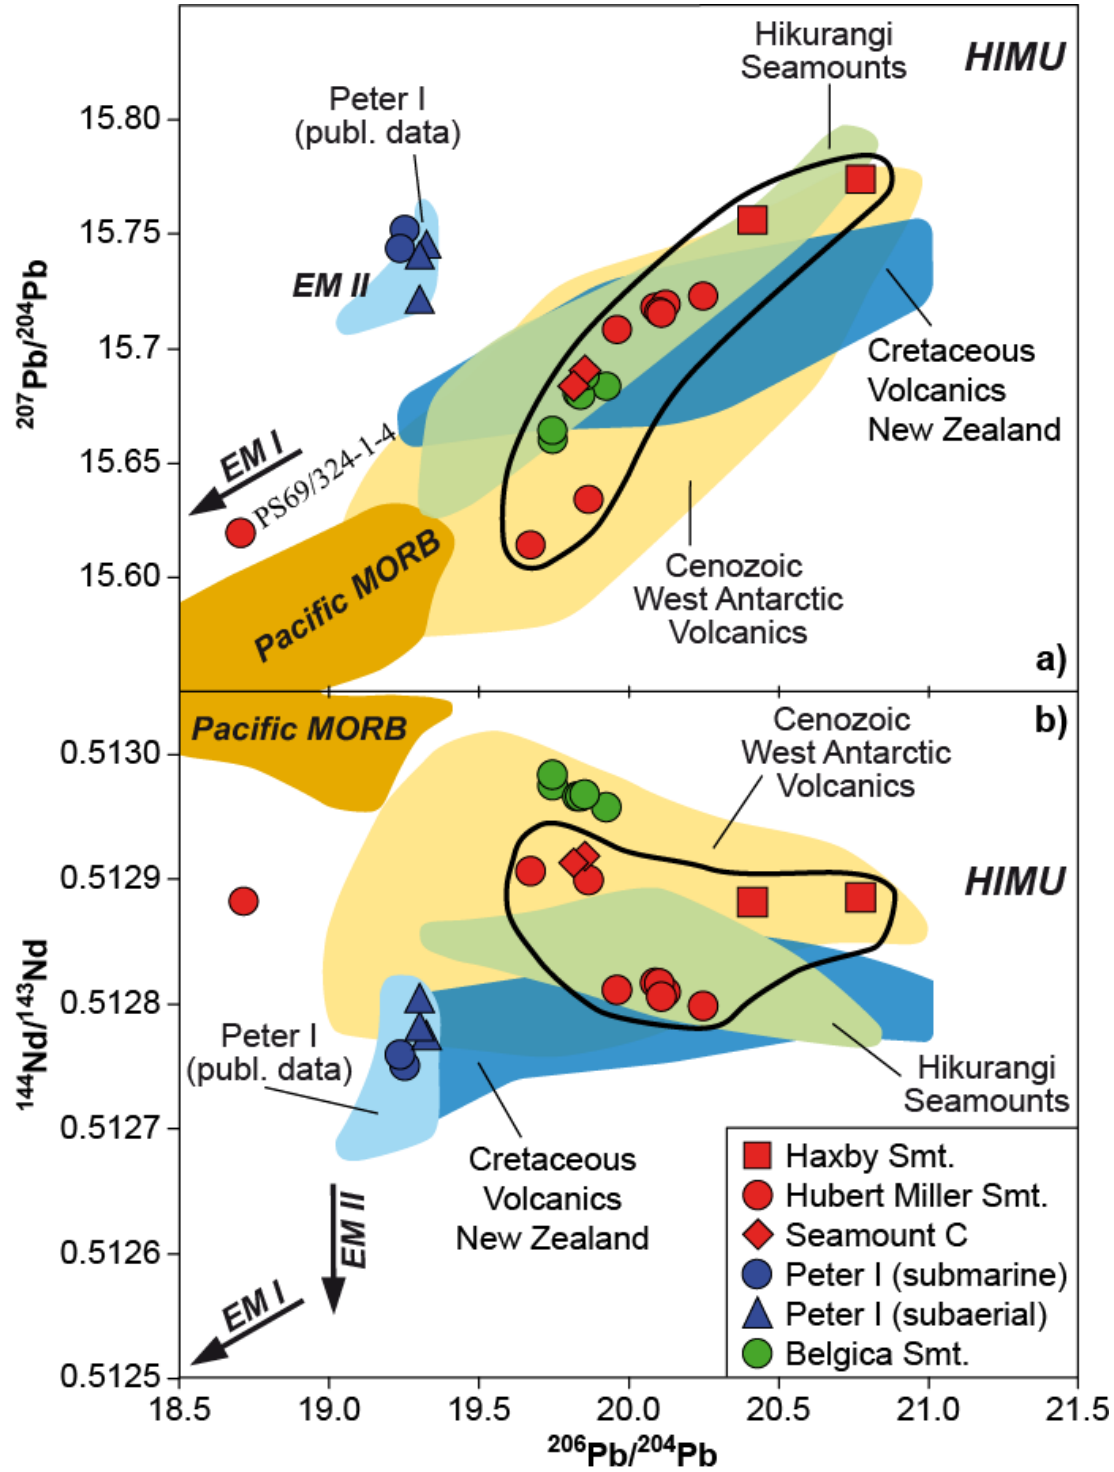 Hikurangi
Seamounts
HIMU
Peter I
(publ. data)
15.80
15.75
15.7
15.65
15.60
207Pb/204Pb
EM II
EM I
PS69/324-1-4
Pacific MORB
Cretaceous
Volcanics
New Zealand
Cenozoic
West Antarctic
Volcanics
a)
Pacific MORB
Cenozoic
West Antarctic
Volcanics
b)
0.5130
0.5129
0.5128
0.5127
0.5126
0.5125
144Nd/143Nd
HIMU
Peter I
(publ. data)
Hikurangi
Seamounts
Cretaceous
Volcanics
New Zealand
EM II
EM I
Haxby Smt.
Hubert Miller Smt.
Seamount C
Peter I (submarine)
Peter I (subaerial)
Belgica Smt.
18.5 19.0 19.5 20.0 20.5 21.0 21.5
206Pb/204Pb